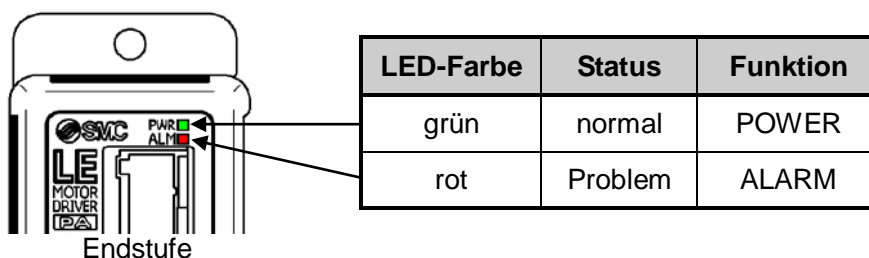 SMC PWR
ALM
LE
MOTOR
DRIVER
PA
Endstufe
LED-Farbe Status Funktion
grün normal POWER
rot Problem ALARM